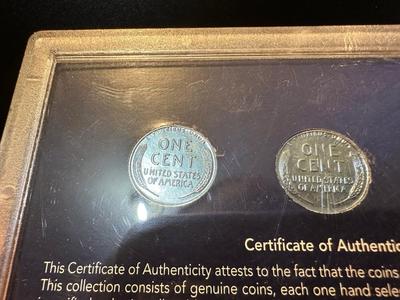 ONE
CENT
UNITED STATES
OF AMERICA
ONE
CENT
UNITED STATES
OF AMERICA
Certificate of Authentic
This Certificate of Authenticity attests to the fact that the coins
This collection consists of genuine coins, each one hand sele